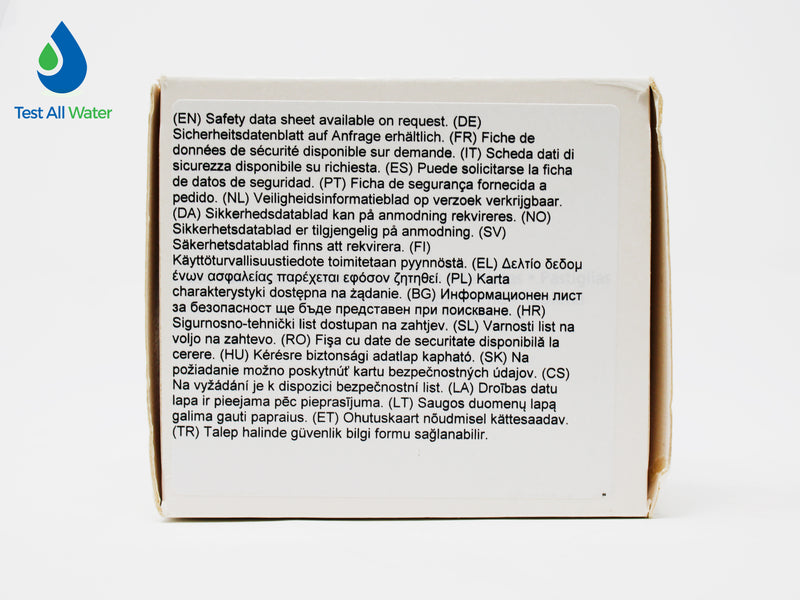 Test All Water
(EN) Safety data sheet available on request. (DE)
Sicherheitsdatenblatt auf Anfrage erhältlich. (FR) Fiche de
données de sécurité disponible sur demande. (IT) Scheda dati di
sicurezza disponibile su richiesta. (ES) Puede solicitarse la ficha
de datos de seguridad. (PT) Ficha de segurança fornecida a
pedido. (NL) Veiligheidsinformatieblad op verzoek verkrijgbaar.
(DA) Sikkerhedsdatablad kan på anmodning rekvireres. (NO)
Sikkerhetsdatablad er tilgjengelig på anmodning. (SV)
Säkerhetsdatablad finns att rekvirera. (FI)
Käyttöturvallisuustiedote toimitetaan pyynnöstä. (EL) Δελτίο δεδομ
ένων ασφαλείας παρέχεται εφόσον ζητηθεί. (PL) Karta
charakterystyki dostępna na żądanie. (BG) Информационен лист
за безопасност ще бъде представен при поискване. (HR)
Sigurnosno-tehnički list dostupan na zahtjev. (SL) Varnosti list na
voljo na zahtevo. (RO) Fişa cu date de securitate disponibilă la
cerere. (HU) Kérésre biztonsági adatlap kapható. (SK) Na
požiadanie možno poskytnúť kartu bezpečnostných údajov. (CS)
Na vyžádání je k dispozici bezpečnostní list. (LA) Droības datu
lapa ir pieejama pēc pieprasījuma. (LT) Saugos duomenų lapą
galima gauti papraius. (ET) Ohutuskaart nõudmisel kättesaadav.
(TR) Talep halinde güvenlik bilgi formu sağlanabilir.